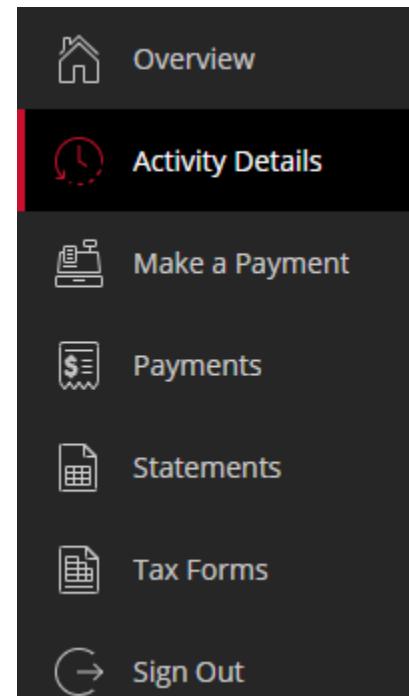 Overview
Activity Details
Make a Payment
Payments
Statements
Tax Forms
Sign Out